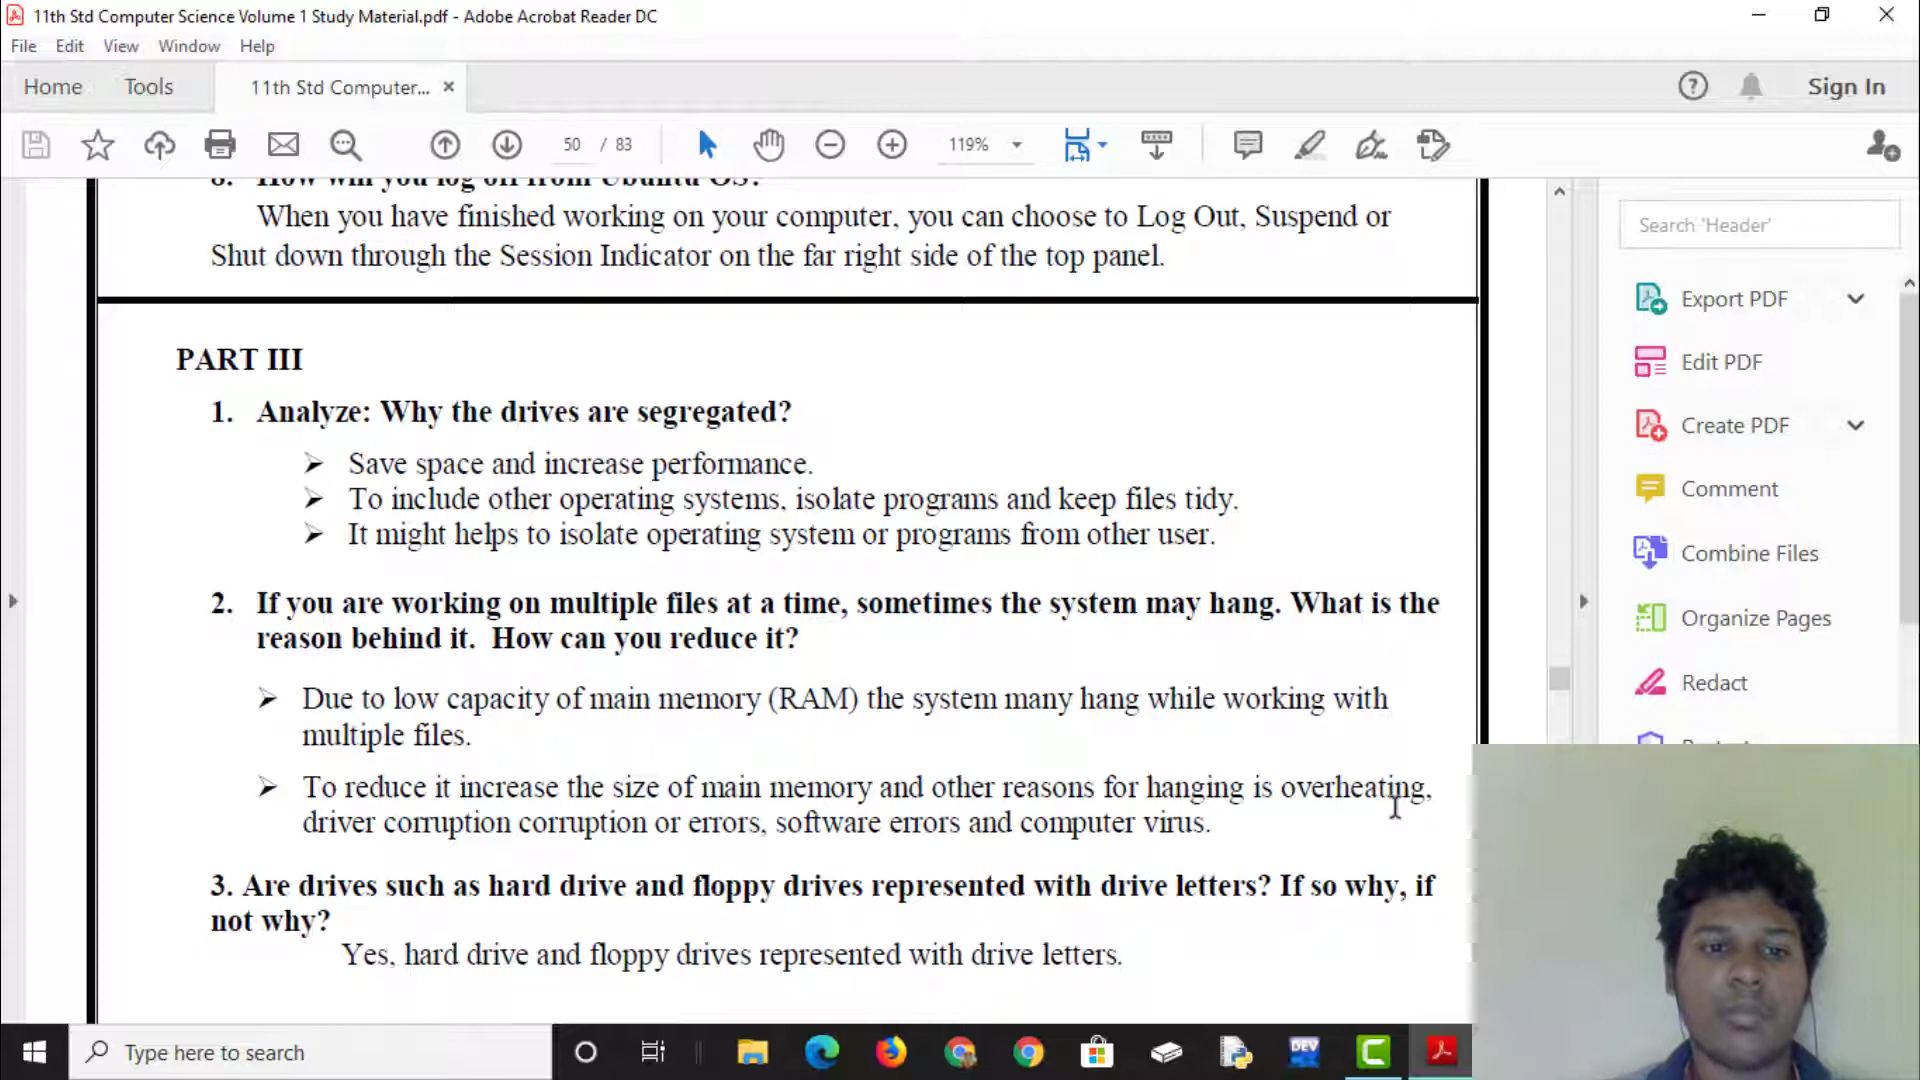 11th Std Computer Science Volume 1 Study Material.pdf - Adobe Acrobat Reader DC
File Edit View Window Help
Home Tools 11th Std Computer... × Sign In
50 / 83 119%
8. How will you log off from Ubuntu OS?
When you have finished working on your computer, you can choose to Log Out, Suspend or
Shut down through the Session Indicator on the far right side of the top panel.
PART III
1. Analyze: Why the drives are segregated?
➢ Save space and increase performance.
➢ To include other operating systems, isolate programs and keep files tidy.
➢ It might helps to isolate operating system or programs from other user.
2. If you are working on multiple files at a time, sometimes the system may hang. What is the
reason behind it. How can you reduce it?
➢ Due to low capacity of main memory (RAM) the system many hang while working with
multiple files.
➢ To reduce it increase the size of main memory and other reasons for hanging is overheating,
driver corruption corruption or errors, software errors and computer virus.
3. Are drives such as hard drive and floppy drives represented with drive letters? If so why, if
not why?
Yes, hard drive and floppy drives represented with drive letters.
Search 'Header'
Export PDF
Edit PDF
Create PDF
Comment
Combine Files
Organize Pages
Redact
Type here to search
DEV